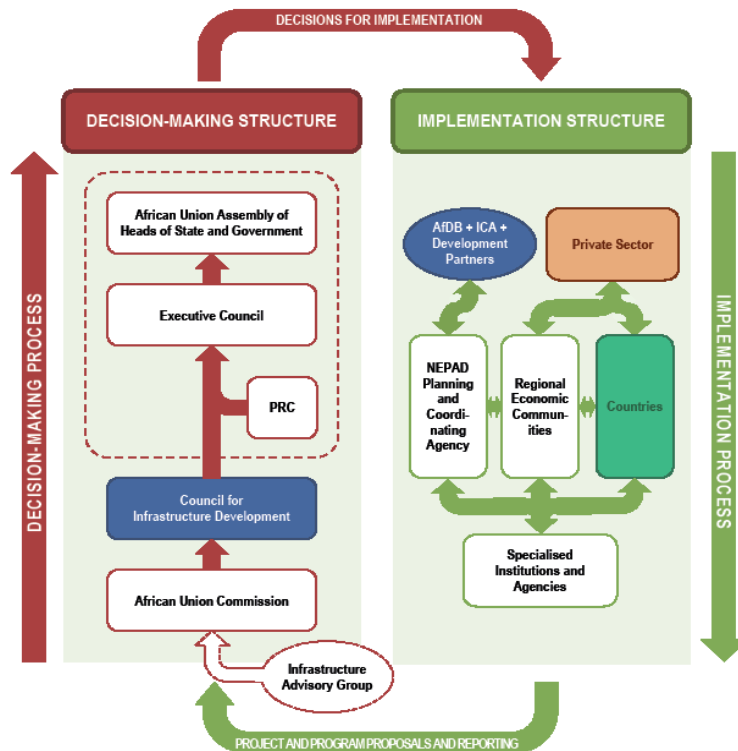 DECISIONS FOR IMPLEMENTATION
DECISION-MAKING STRUCTURE
IMPLEMENTATION STRUCTURE
DECISION-MAKING PROCESS
African Union Assembly of
Heads of State and Government
Executive Council
PRC
Council for
Infrastructure Development
African Union Commission
Infrastructure
Advisory Group
AfDB + ICA +
Development
Partners
Private Sector
NEPAD
Planning
and
Coordi-
nating
Agency
Regional
Economic
Commun-
ities
Countries
Specialised
Institutions and
Agencies
IMPLEMENTATION PROCESS
PROJECT AND PROGRAM PROPOSALS AND REPORTING